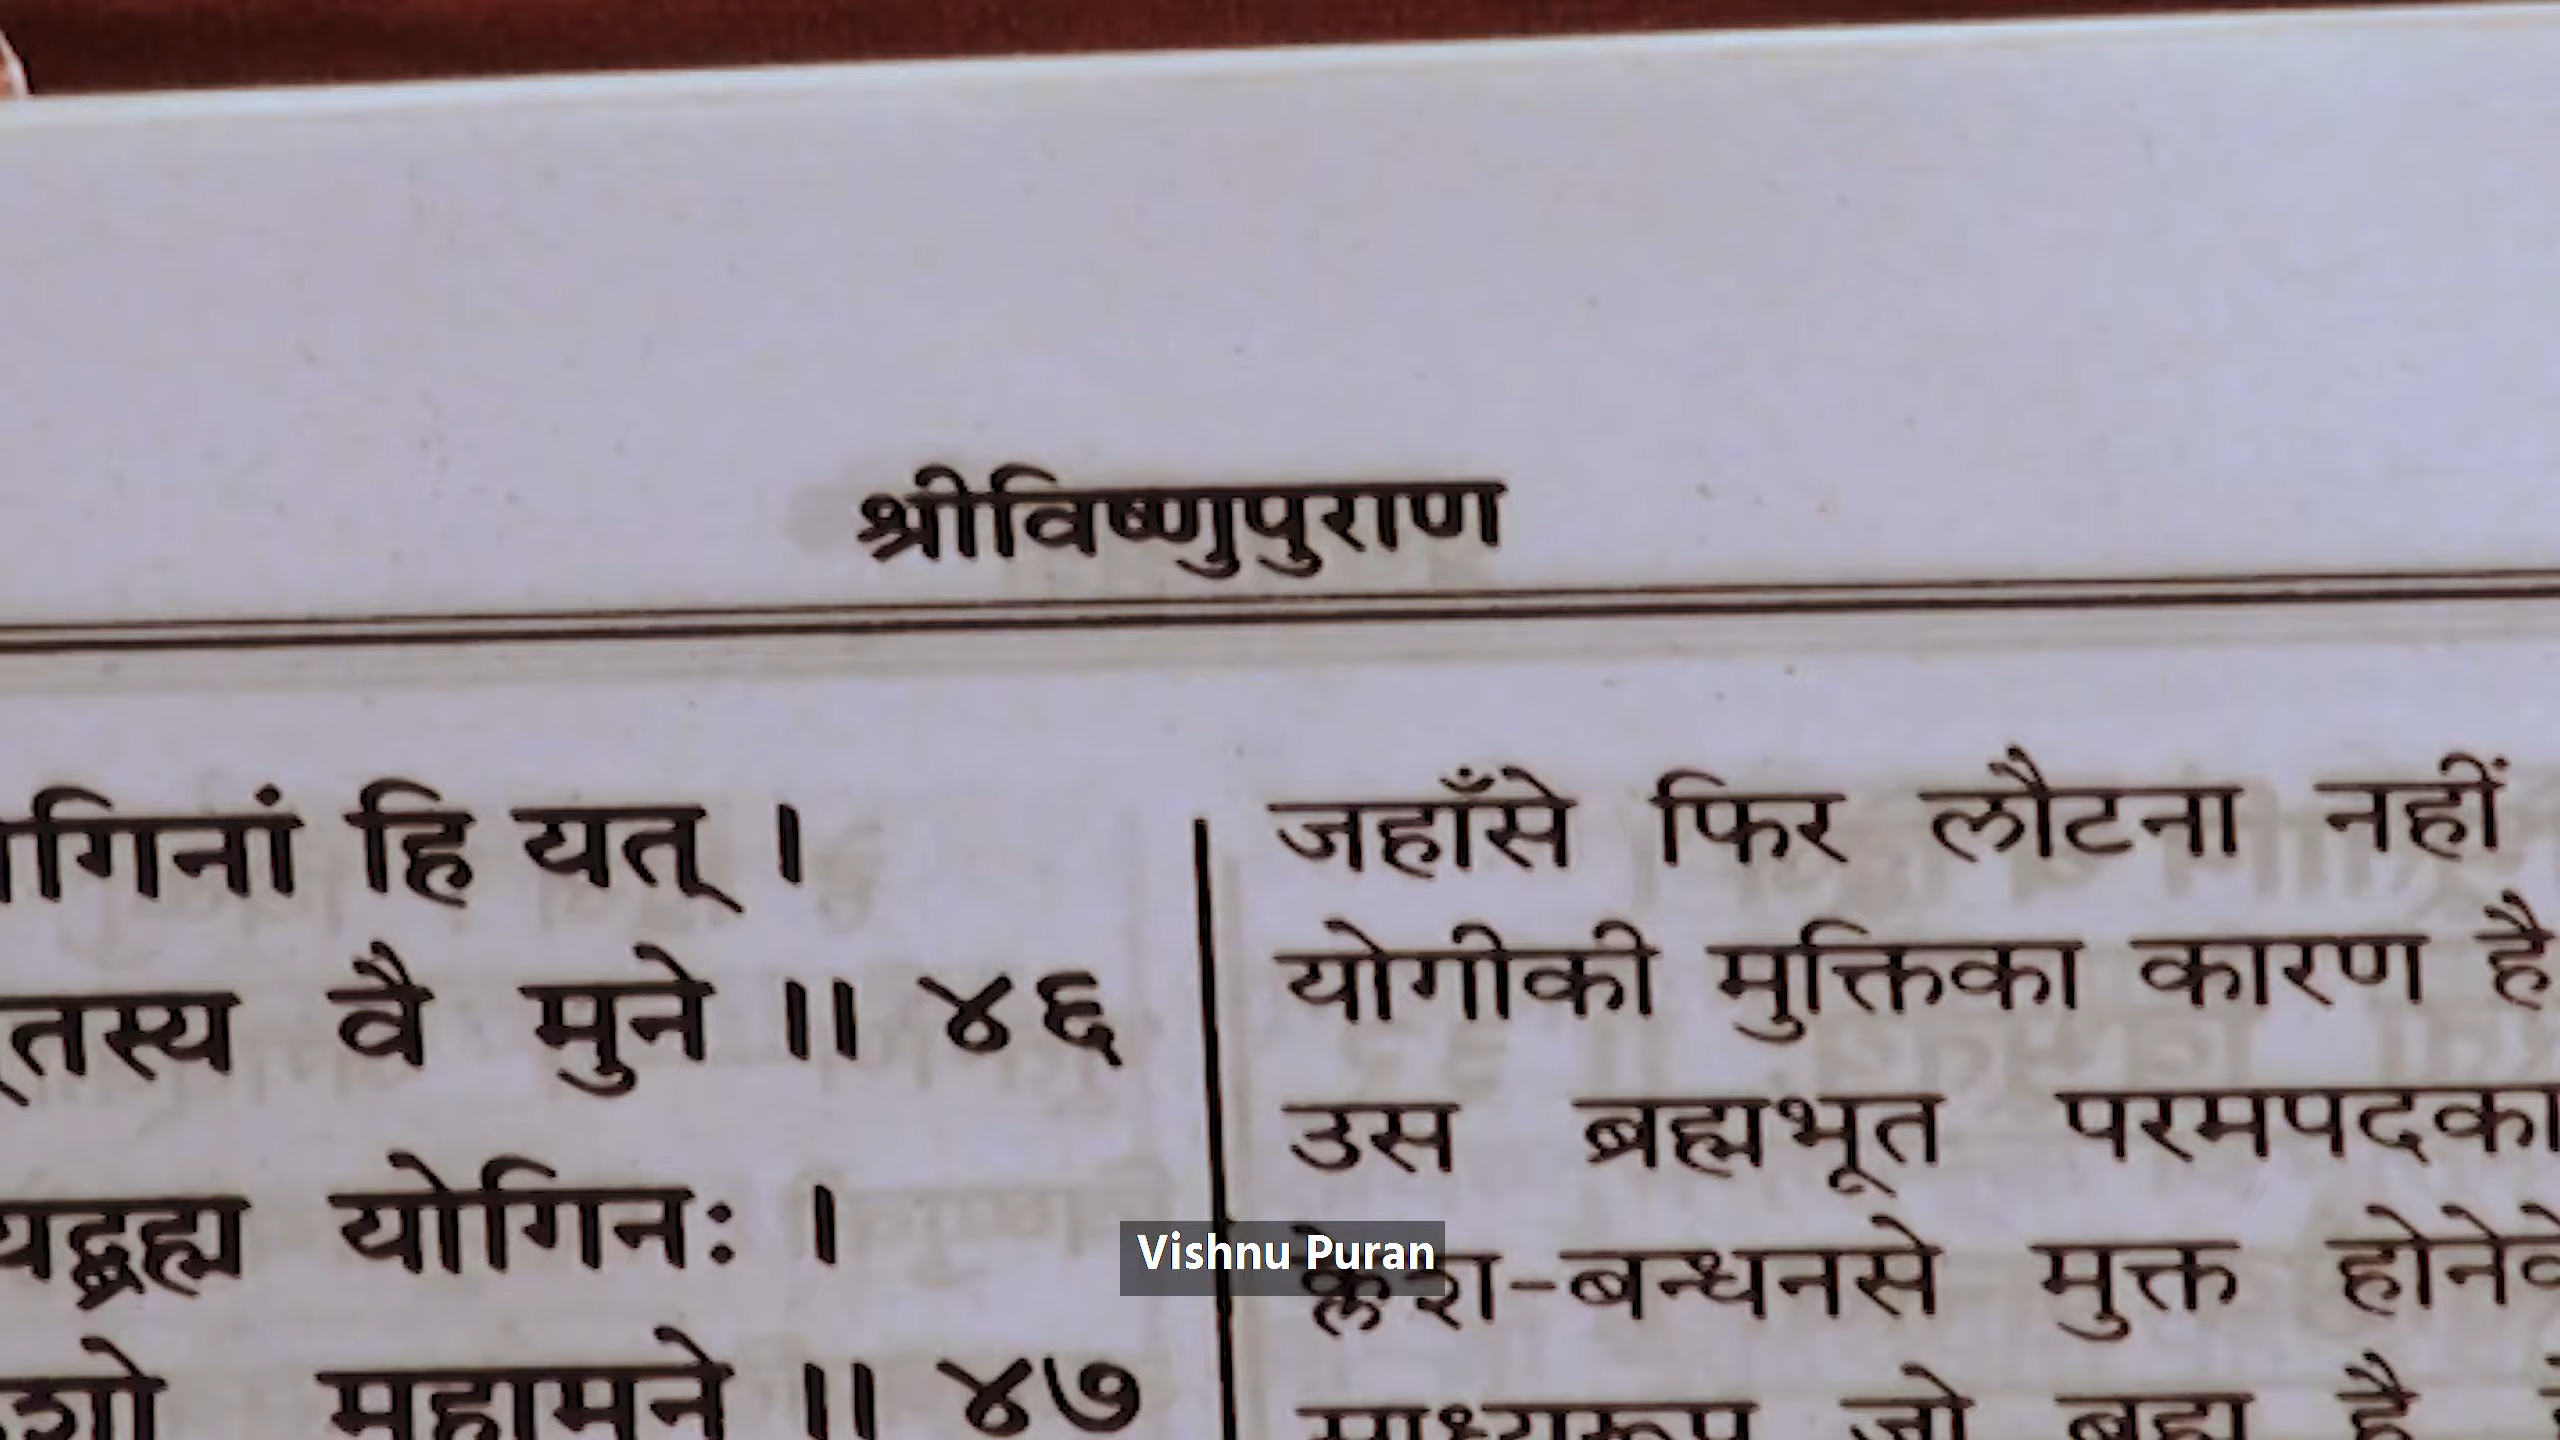 श्रीविष्णुपुराण
गिनां हि यत् ।
तस्य वै मुने ॥ ४६
यद्ब्रह्म योगिनः ।
महामुने ॥ ४७
जहाँसे फिर लौटना नहीं
योगीकी मुक्तिका कारण है
उस ब्रह्मभूत परमपदका
क्लेश-बन्धनसे मुक्त
जो ब्रह्म है
Vishnu Puran